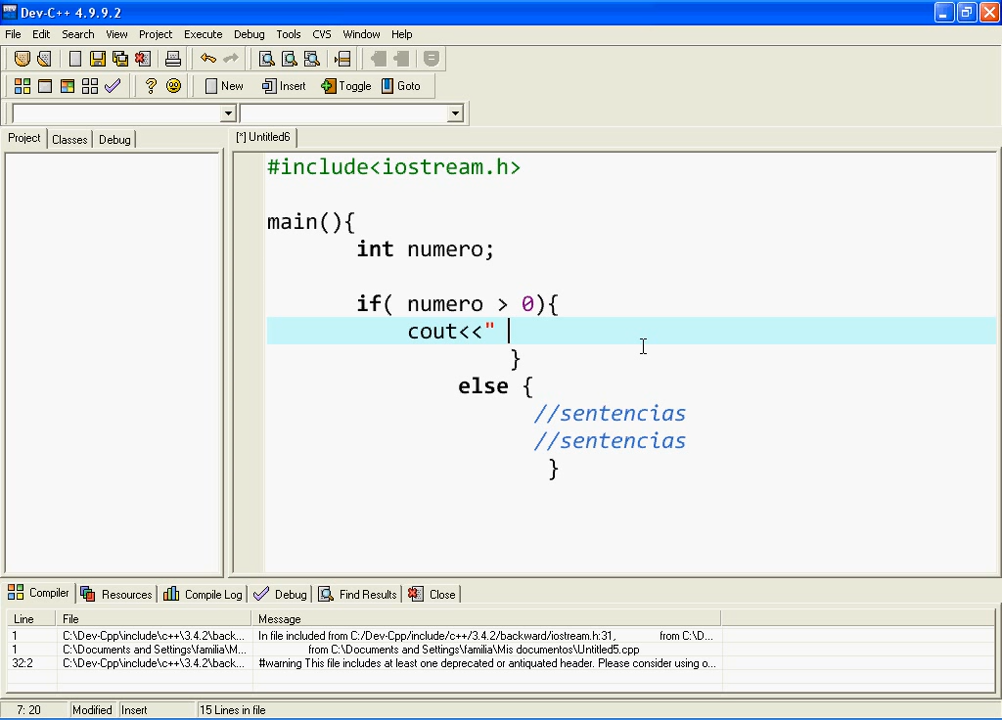 Dev-C++ 4.9.9.2
File Edit Search View Project Execute Debug Tools CVS Window Help
New Insert Toggle Goto
Project Classes Debug
[*] Untitled6
#include<iostream.h>
main(){
int numero;
if( numero > 0){
cout<<"
}
else {
//sentencias
//sentencias
}
Compiler Resources Compile Log Debug Find Results Close
Line File Message
1 C:\Dev-Cpp\include\c++\3.4.2\back... In file included from C:/Dev-Cpp/include/c++/3.4.2/backward/iostream.h:31, from C:\D...
1 C:\Documents and Settings\familia\M... from C:\Documents and Settings\familia\Mis documentos\Untitled5.cpp
32:2 C:\Dev-Cpp\include\c++\3.4.2\back... #warning This file includes at least one deprecated or antiquated header. Please consider using o...
7: 20 Modified Insert 15 Lines in file